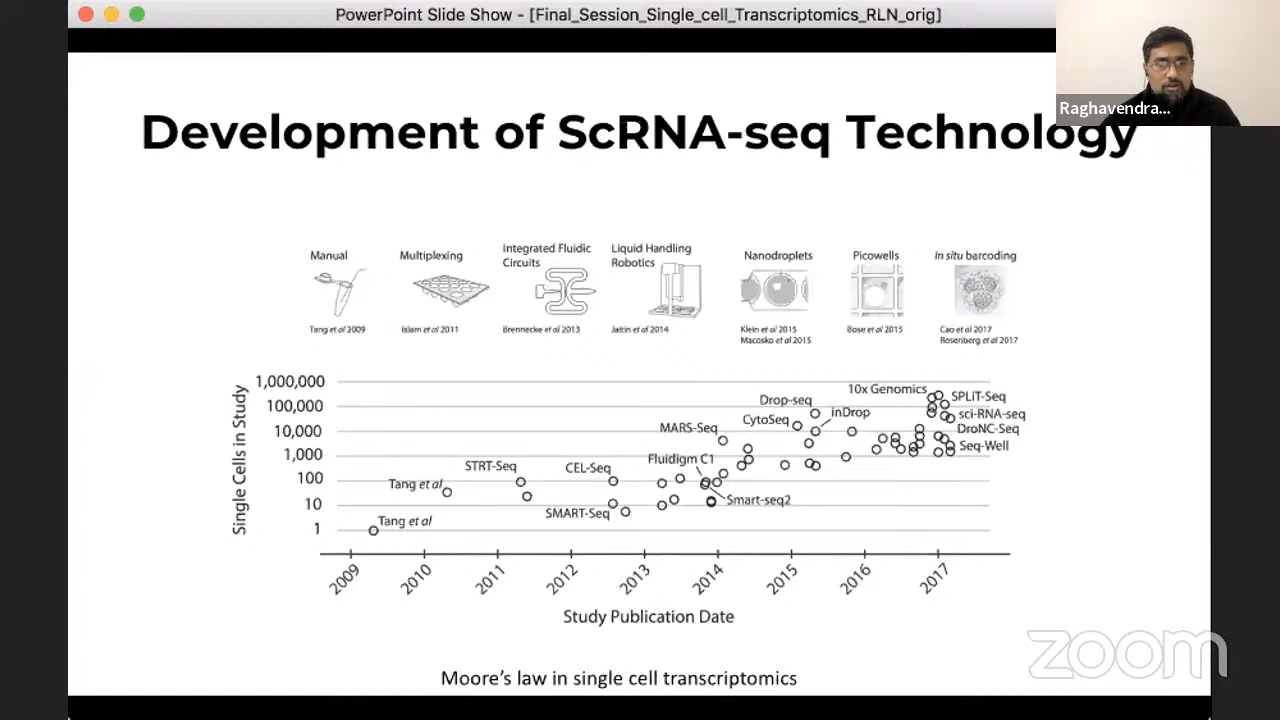 PowerPoint Slide Show - [Final_Session_Single_cell_Transcriptomics_RLN_orig]
Raghavendra...
Development of ScRNA-seq Technology
Manual
Multiplexing
Integrated Fluidic
Circuits
Liquid Handling
Robotics
Nanodroplets
Picowells
In situ barcoding
Tang et al 2009
Islam et al 2011
Brennecke et al 2013
Jaitin et al 2014
Klein et al 2015
Macosko et al 2015
Bose et al 2015
Cao et al 2017
Rosenberg et al 2017
Single Cells in Study
1,000,000
100,000
10,000
1,000
100
10
1
Tang et al
Tang et al
STRT-Seq
CEL-Seq
SMART-Seq
MARS-Seq
Fluidigm C1
Smart-seq2
CytoSeq
Drop-seq
inDrop
10x Genomics
SPLiT-Seq
sci-RNA-seq
DroNC-Seq
Seq-Well
2009
2010
2011
2012
2013
2014
2015
2016
2017
Study Publication Date
Moore's law in single cell transcriptomics
zoom